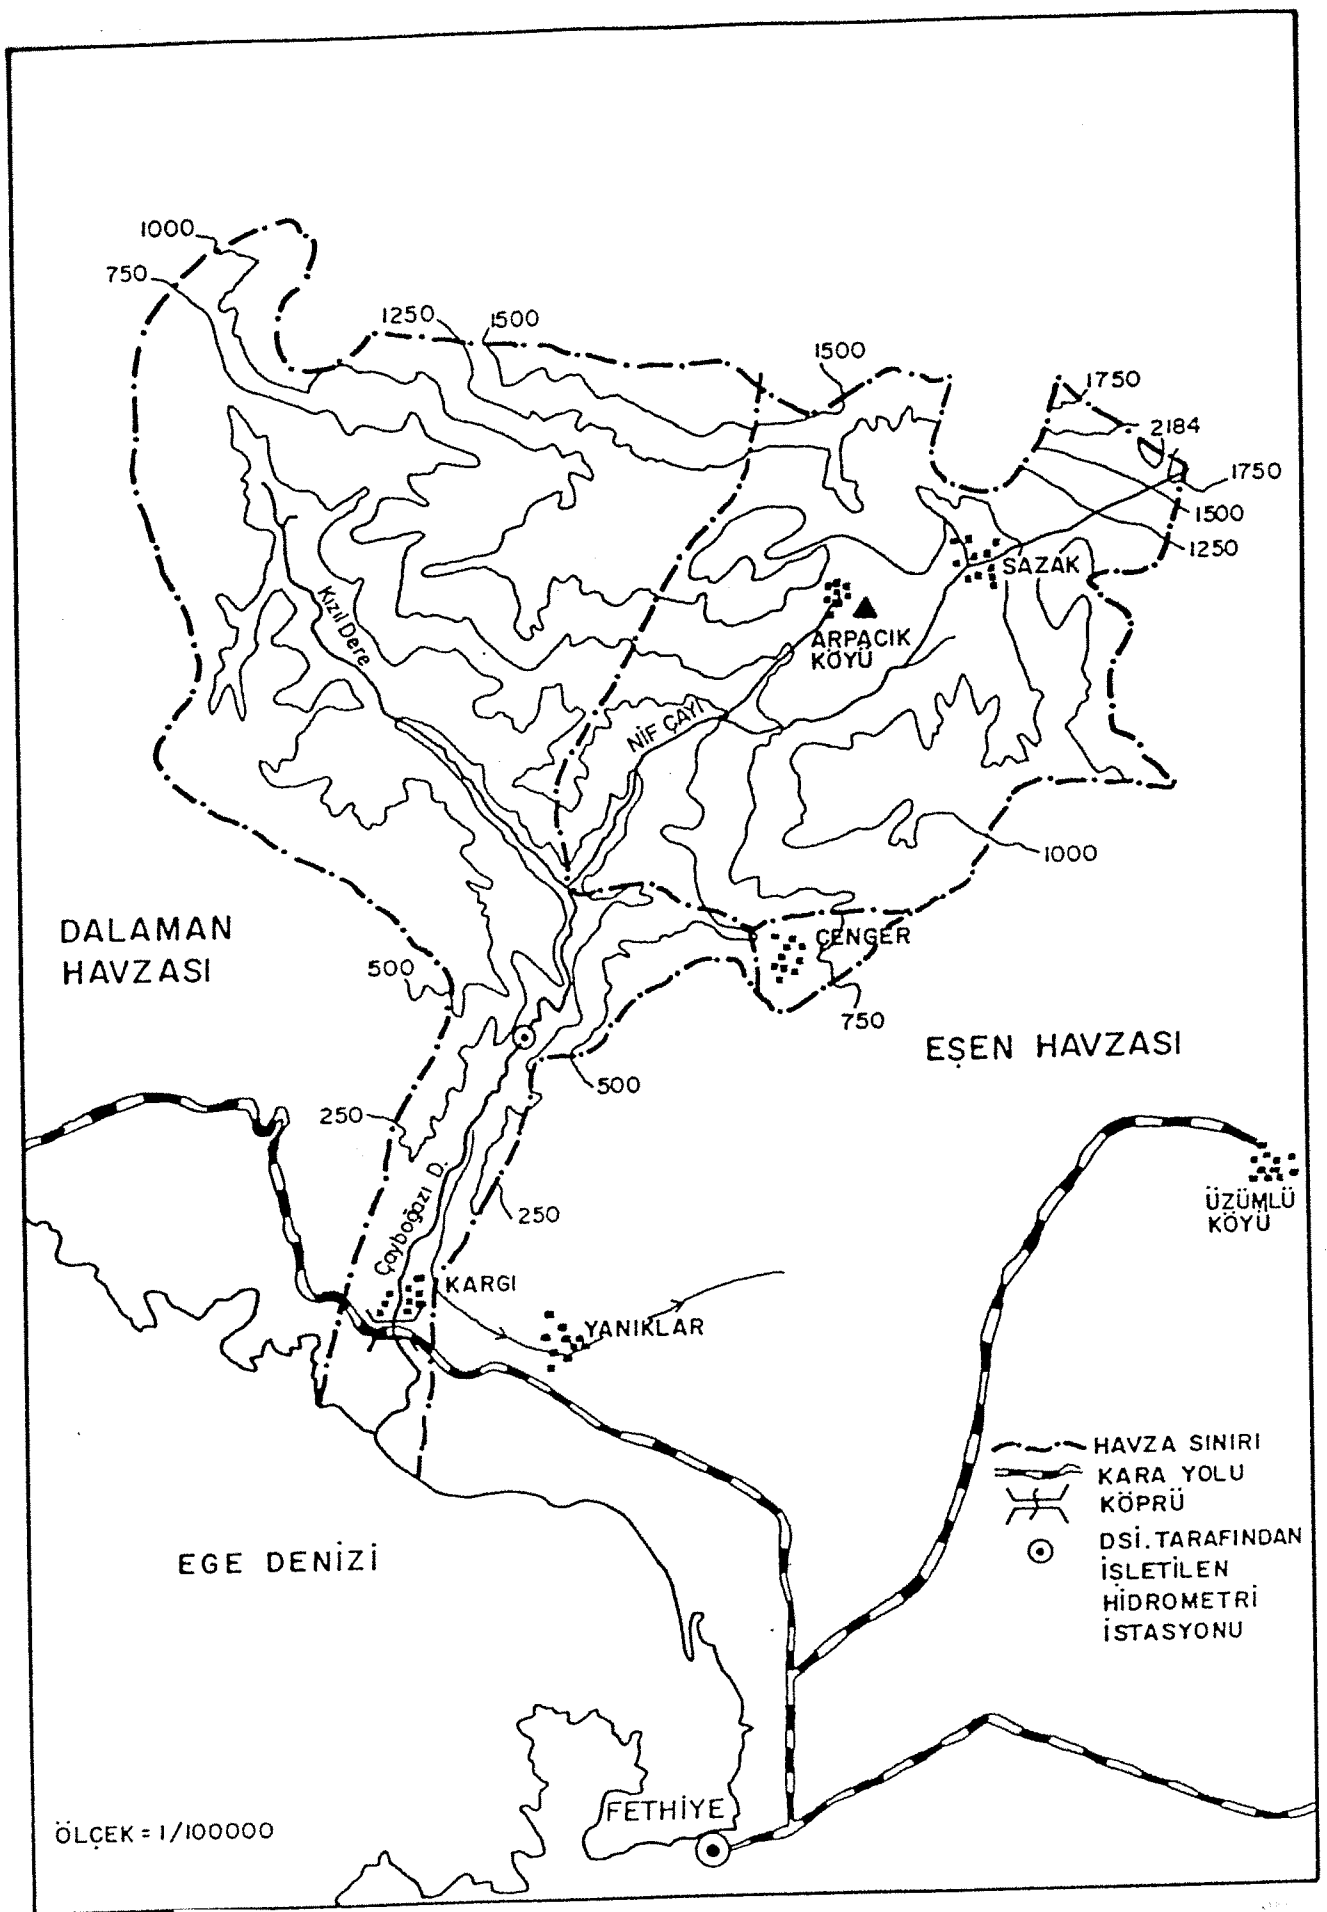 1000
750
1250
1500
1500
1750
2184
1750
1500
1250
SAZAK
Kızıl Dere
ARPACIK
KÖYÜ
NİF ÇAYI
1000
DALAMAN
HAVZASI
500
ÇENGER
750
EŞEN HAVZASI
500
250
Çayboğazı D.
250
ÜZÜMLÜ
KÖYÜ
KARGI
YANIKLAR
HAVZA SINIRI
KARA YOLU
KÖPRÜ
DSİ. TARAFINDAN
İŞLETİLEN
HİDROMETRİ
İSTASYONU
EGE DENİZİ
FETHİYE
ÖLÇEK = 1/100000